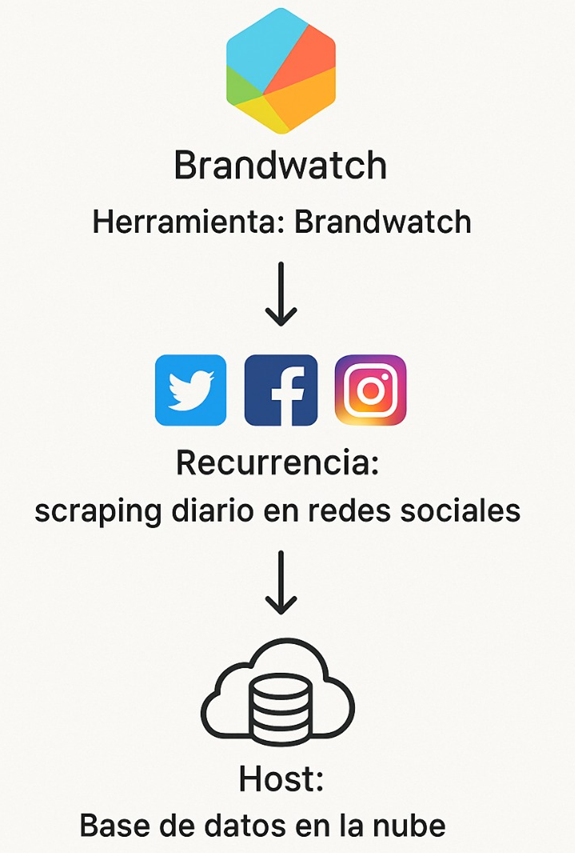 Brandwatch
Herramienta: Brandwatch
Recurrencia:
scraping diario en redes sociales
Host:
Base de datos en la nube